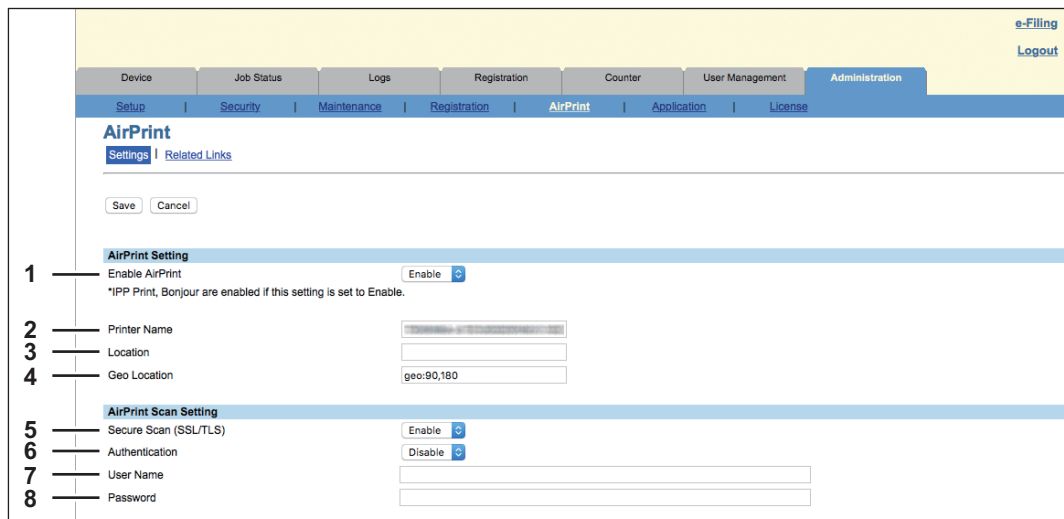 e-Filing
Logout
Device Job Status Logs Registration Counter User Management Administration
Setup | Security | Maintenance | Registration | AirPrint | Application | License
AirPrint
Settings | Related Links
Save Cancel
AirPrint Setting
1 Enable AirPrint Enable
*IPP Print, Bonjour are enabled if this setting is set to Enable.
2 Printer Name
3 Location
4 Geo Location geo:90,180
AirPrint Scan Setting
5 Secure Scan (SSL/TLS) Enable
6 Authentication Disable
7 User Name
8 Password